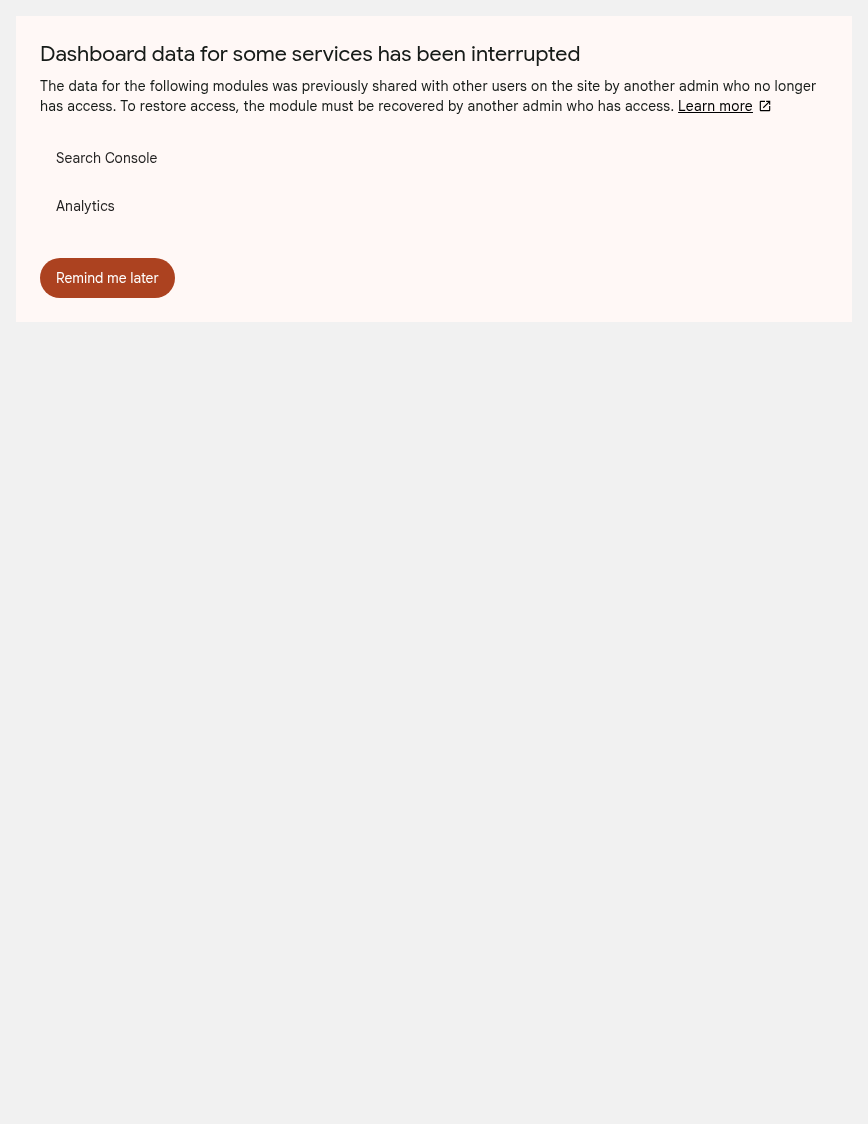 Dashboard data for some services has been interrupted
The data for the following modules was previously shared with other users on the site by another admin who no longer
has access. To restore access, the module must be recovered by another admin who has access. Learn more
Search Console
Analytics
Remind me later